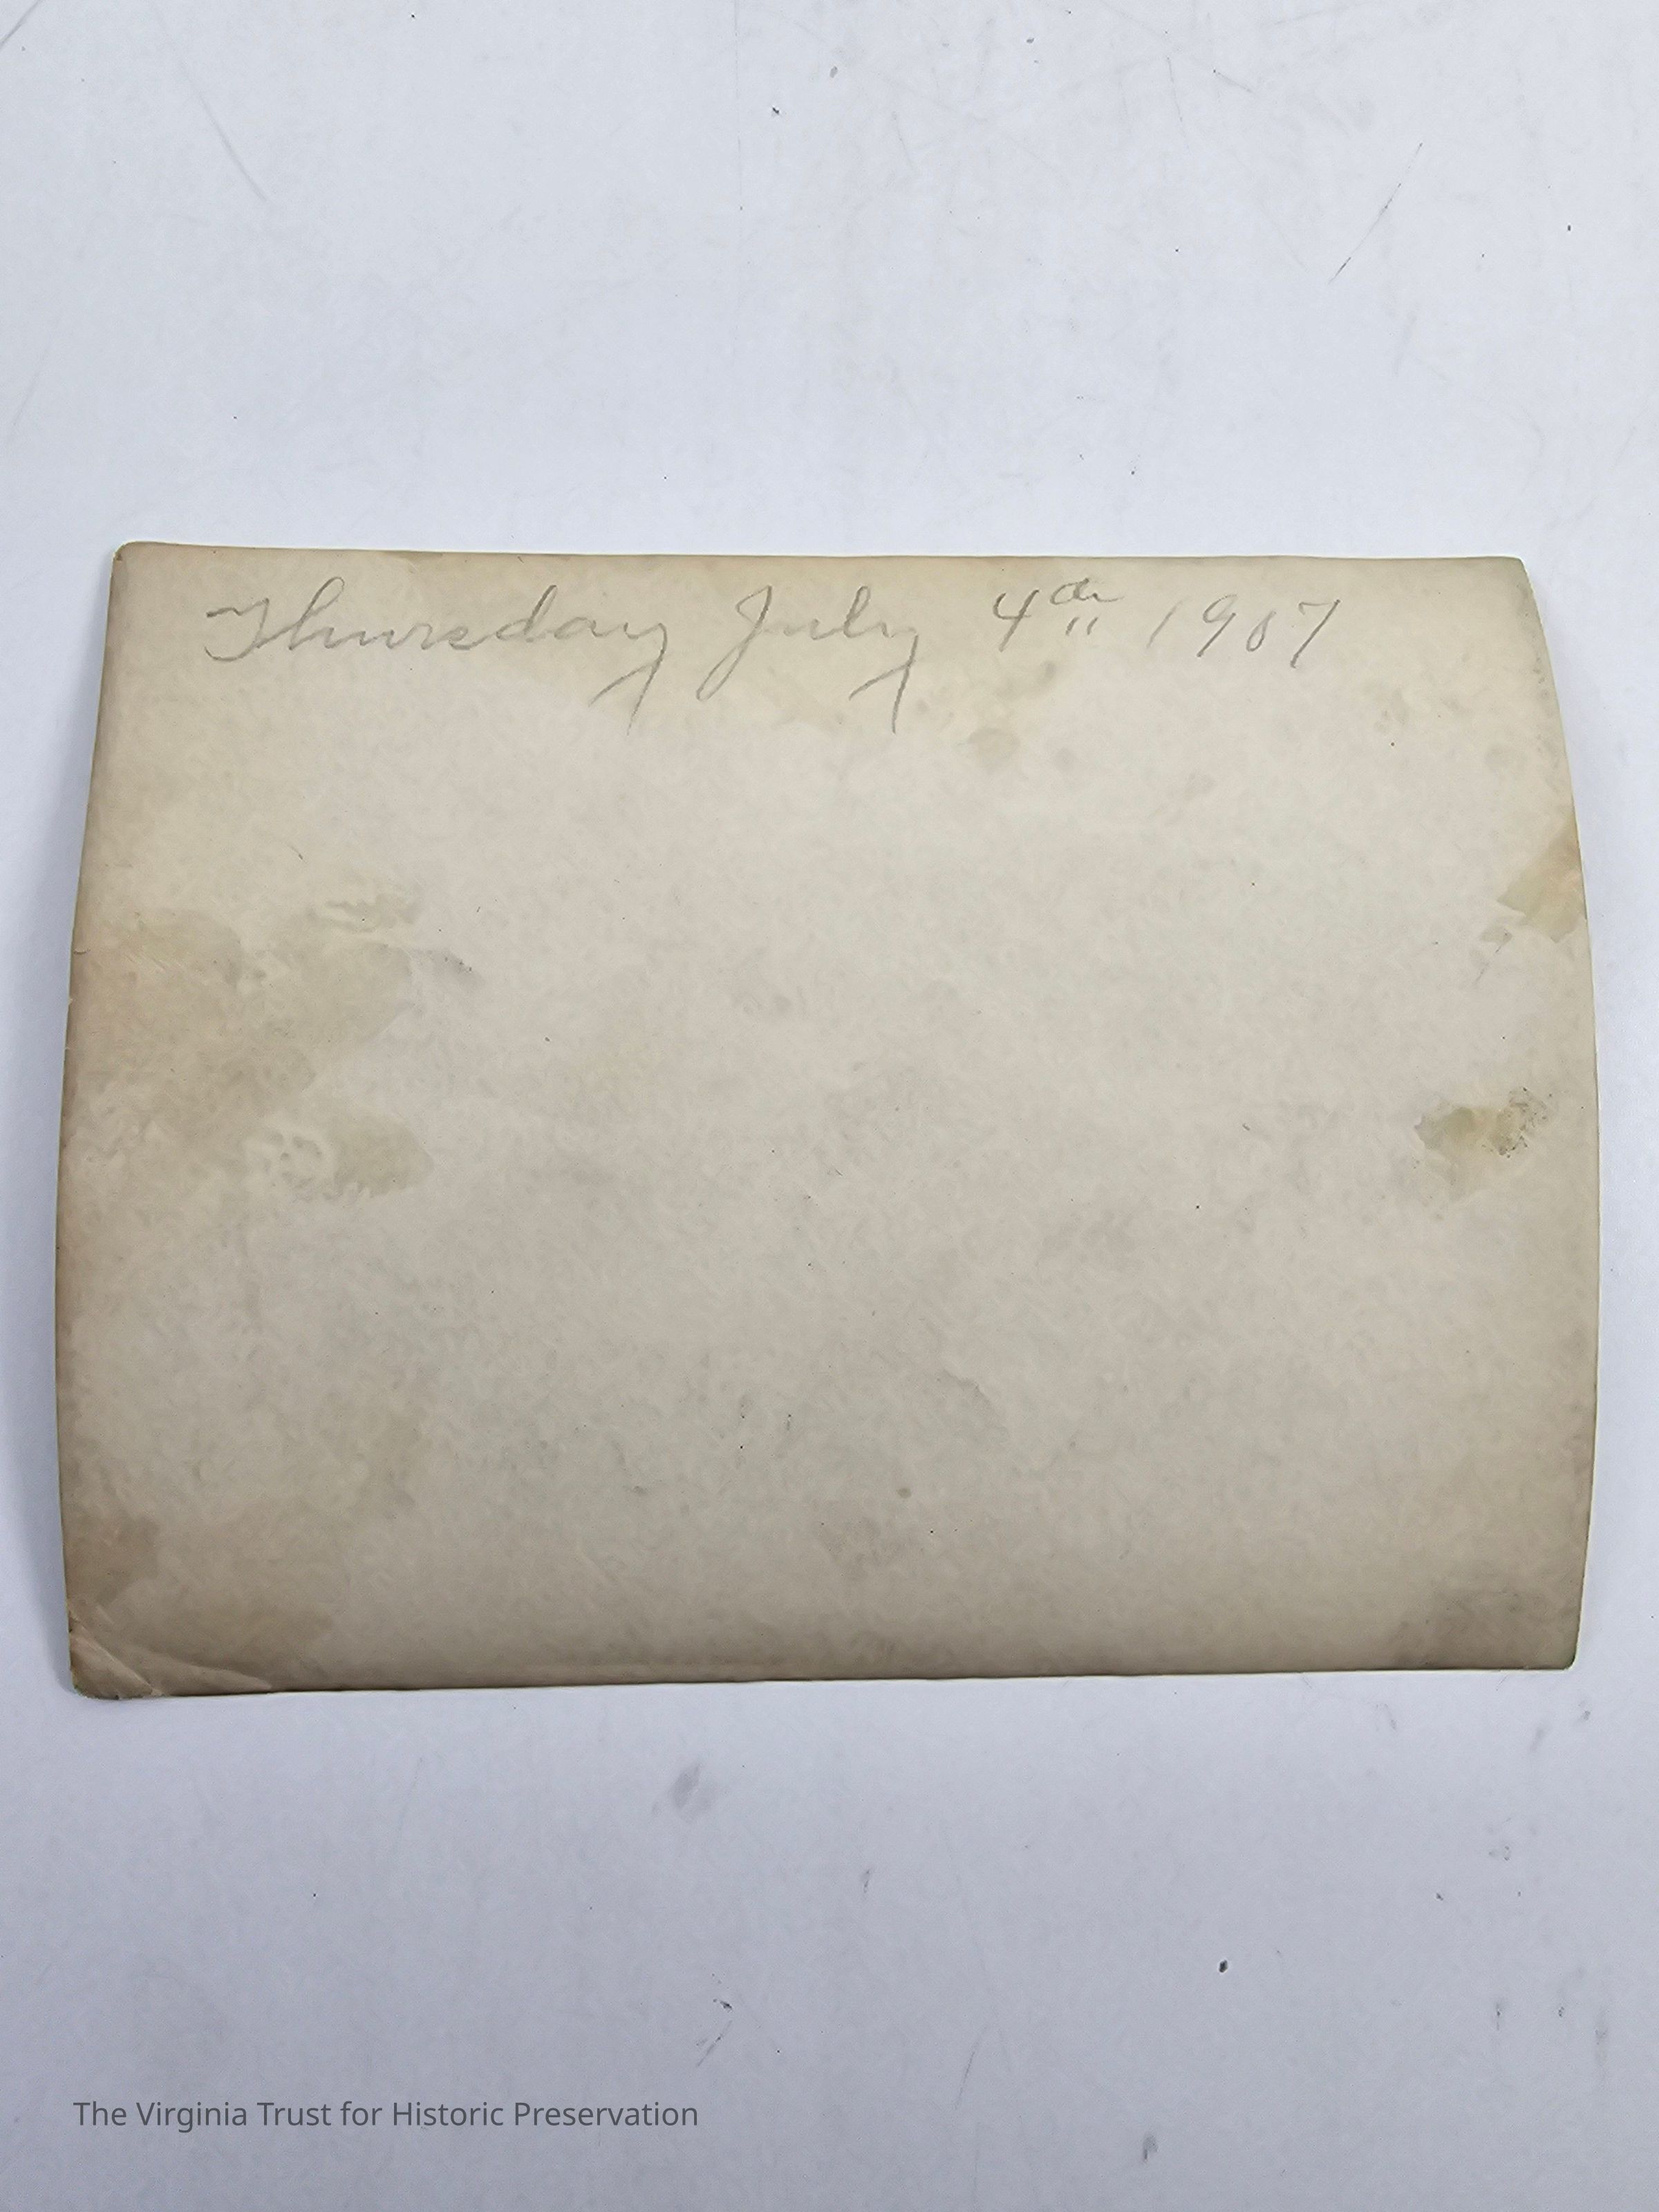 Thursday July 4th 1907
The Virginia Trust for Historic Preservation